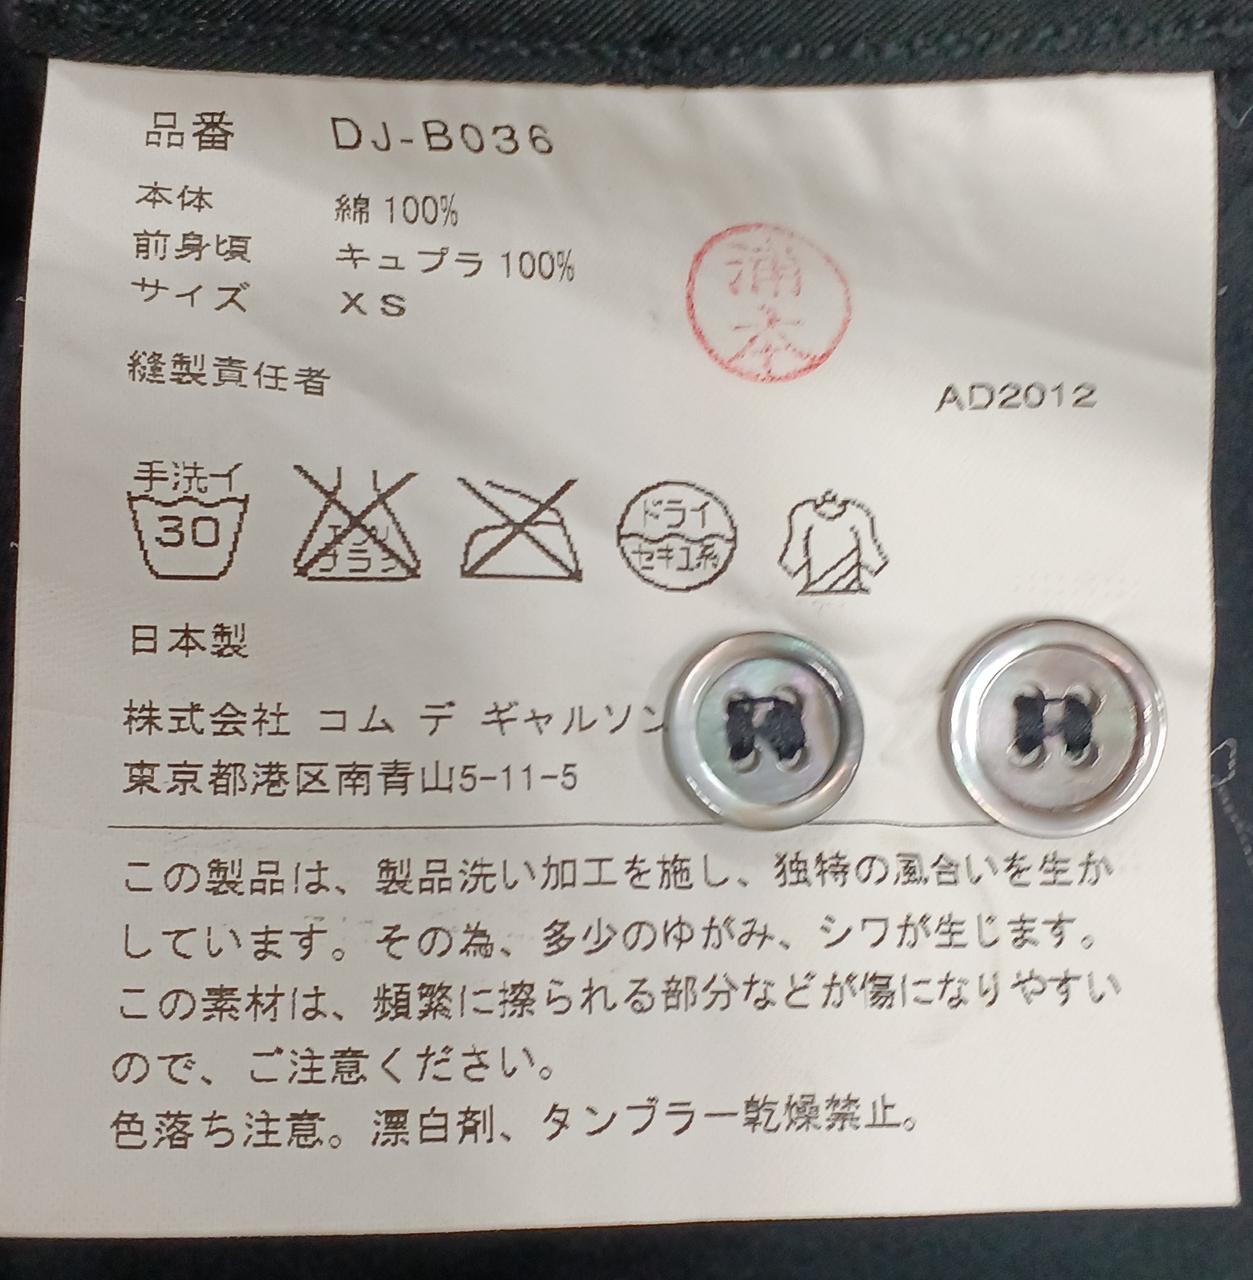 品番 DJ-B036
本体 綿 100%
前身頃 キュプラ 100%
サイズ XS
縫製責任者
浦本
AD2012
手洗イ
30
エンソ
フラシ
ドライ
セキユ系
日本製
株式会社 コム デ ギャルソン
東京都港区南青山5-11-5
この製品は、製品洗い加工を施し、独特の風合いを生か
しています。その為、多少のゆがみ、シワが生じます。
この素材は、頻繁に擦られる部分などが傷になりやすい
ので、ご注意ください。
色落ち注意。漂白剤、タンブラー乾燥禁止。